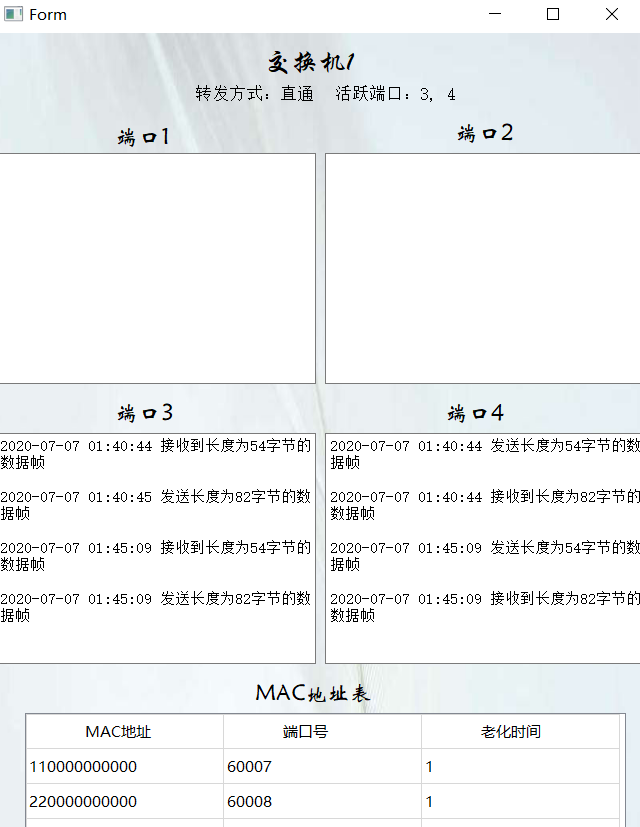 Form
交换机1
转发方式：直通 活跃端口：3, 4
端口1
端口2
端口3
2020-07-07 01:40:44 接收到长度为54字节的
数据帧
2020-07-07 01:40:45 发送长度为82字节的数
据帧
2020-07-07 01:45:09 接收到长度为54字节的
数据帧
2020-07-07 01:45:09 发送长度为82字节的数
据帧
端口4
2020-07-07 01:40:44 发送长度为54字节的
数据帧
2020-07-07 01:40:44 接收到长度为82字节的
数据帧
2020-07-07 01:45:09 发送长度为54字节的
数据帧
2020-07-07 01:45:09 接收到长度为82字节的
数据帧
MAC地址表
MAC地址 端口号 老化时间
110000000000 60007 1
220000000000 60008 1